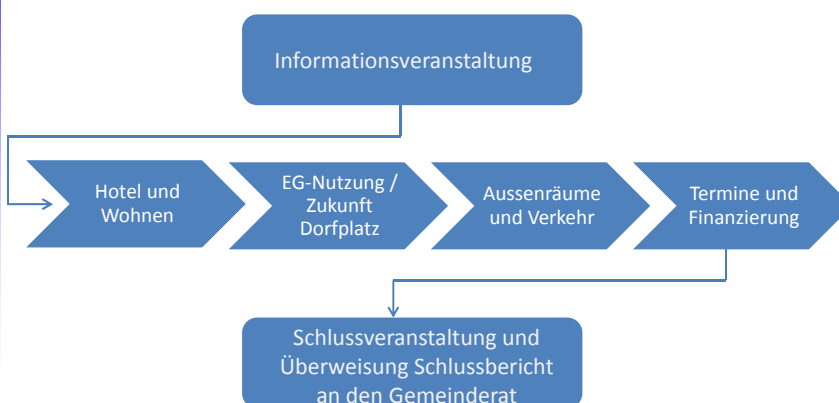 Informationsveranstaltung
Hotel und
Wohnen
EG-Nutzung /
Zukunft
Dorfplatz
Aussenräume
und Verkehr
Termine und
Finanzierung
Schlussveranstaltung und
Überweisung Schlussbericht
an den Gemeinderat